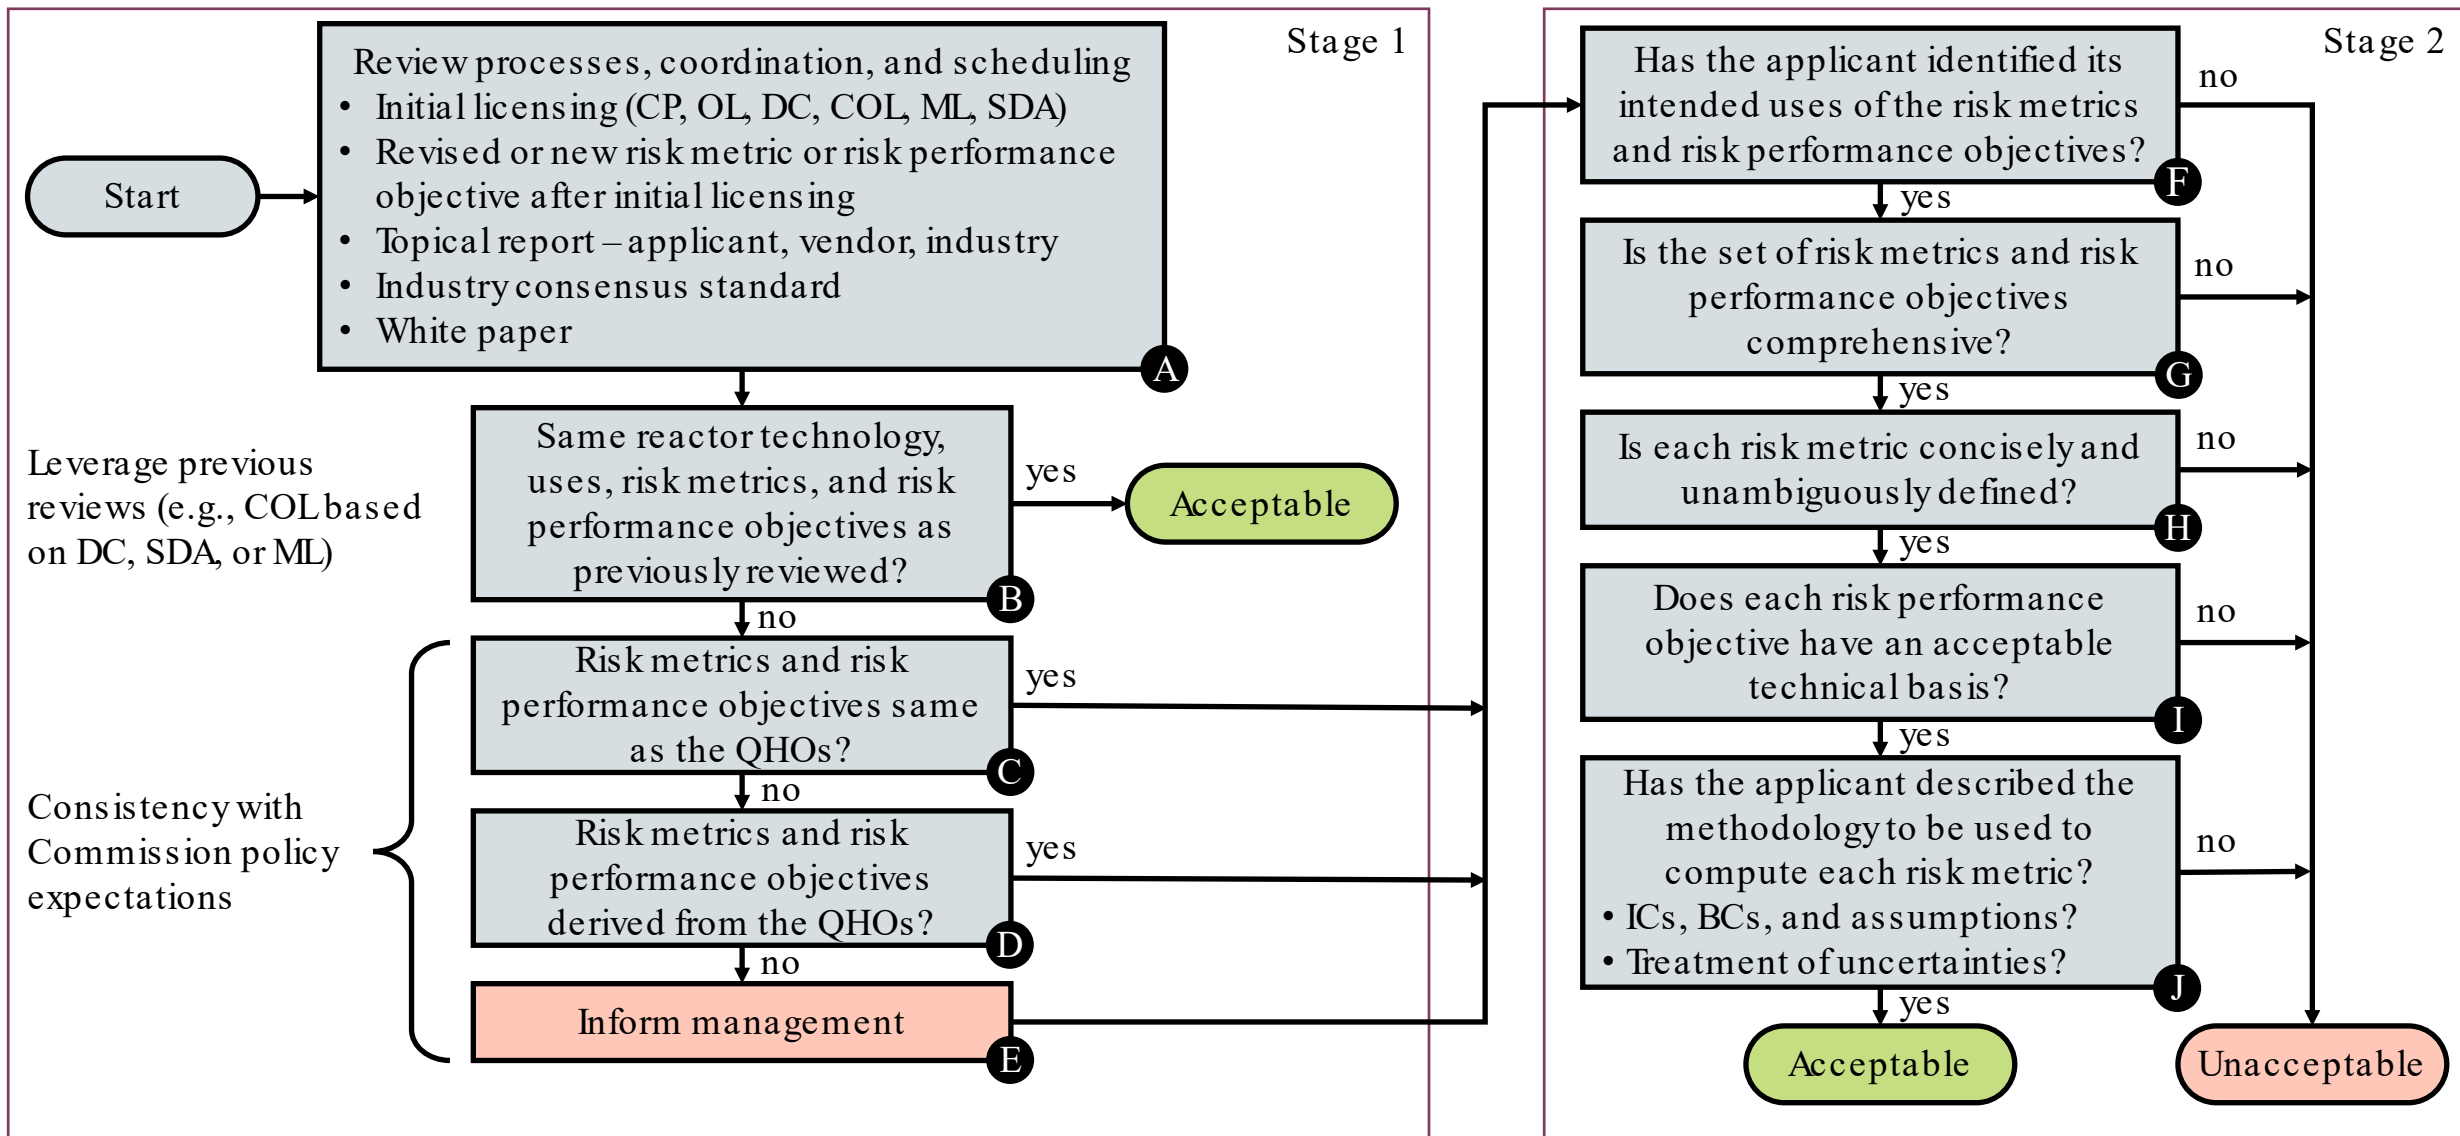 Stage 1
Start
Review processes, coordination, and scheduling
• Initial licensing (CP, OL, DC, COL, ML, SDA)
• Revised or new risk metric or risk performance
objective after initial licensing
• Topical report – applicant, vendor, industry
• Industry consensus standard
• White paper
A
Leverage previous
reviews (e.g., COL based
on DC, SDA, or ML)
Same reactor technology,
uses, risk metrics, and risk
performance objectives as
previously reviewed?
B
yes
Acceptable
no
Consistency with
Commission policy
expectations
Risk metrics and risk
performance objectives same
as the QHOs?
C
yes
no
Risk metrics and risk
performance objectives
derived from the QHOs?
D
yes
no
Inform management
E
Stage 2
Has the applicant identified its
intended uses of the risk metrics
and risk performance objectives?
F
no
yes
Is the set of risk metrics and risk
performance objectives
comprehensive?
G
no
yes
Is each risk metric concisely and
unambiguously defined?
H
no
yes
Does each risk performance
objective have an acceptable
technical basis?
I
no
yes
Has the applicant described the
methodology to be used to
compute each risk metric?
• ICs, BCs, and assumptions?
• Treatment of uncertainties?
J
no
yes
Acceptable
Unacceptable